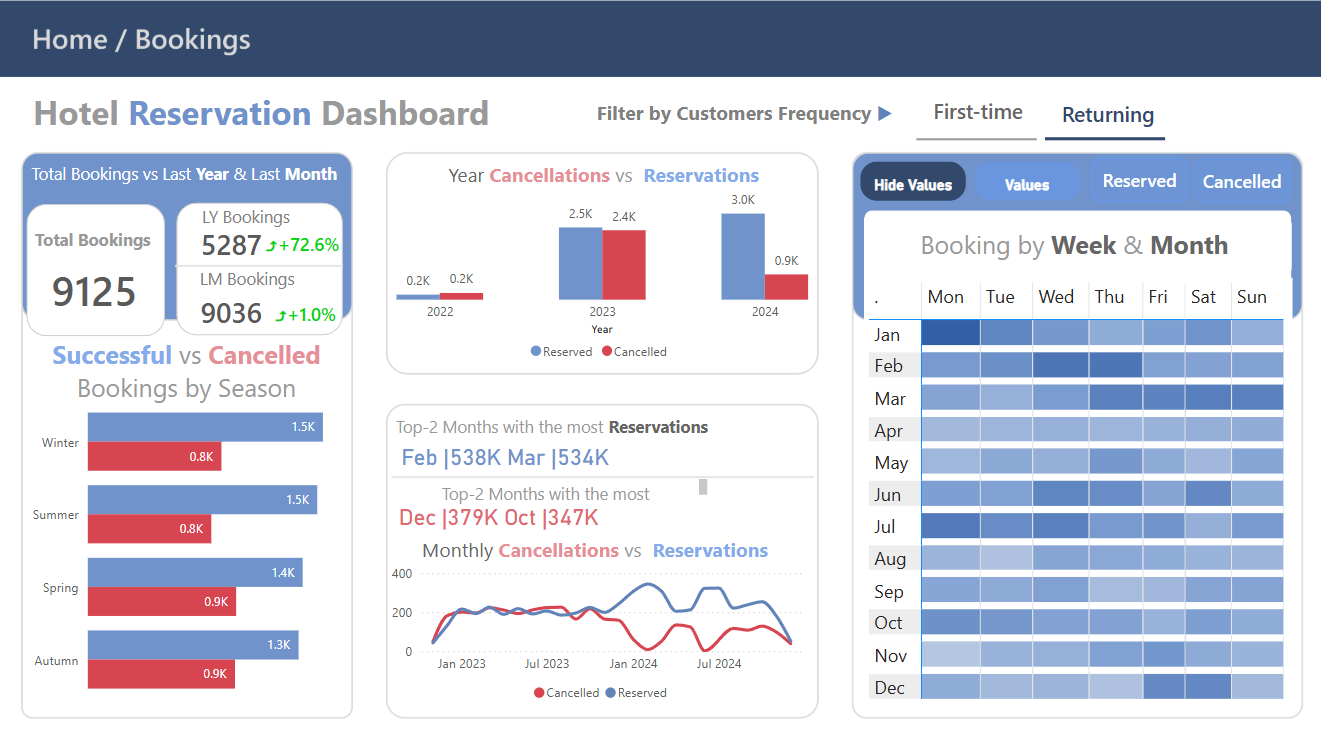 Home / Bookings
Hotel Reservation Dashboard
Filter by Customers Frequency
First-time
Returning
Total Bookings vs Last Year & Last Month
Total Bookings
9125
LY Bookings
5287 +72.6%
LM Bookings
9036 +1.0%
Successful vs Cancelled
Bookings by Season
Winter
1.5K
0.8K
Summer
1.5K
0.8K
Spring
1.4K
0.9K
Autumn
1.3K
0.9K
Year Cancellations vs Reservations
0.2K
0.2K
2.5K
2.4K
3.0K
0.9K
2022
2023
2024
Year
Reserved
Cancelled
Top-2 Months with the most Reservations
Feb |538K Mar |534K
Top-2 Months with the most
Dec |379K Oct |347K
Monthly Cancellations vs Reservations
400
200
0
Jan 2023
Jul 2023
Jan 2024
Jul 2024
Cancelled
Reserved
Hide Values
Values
Reserved
Cancelled
Booking by Week & Month
. Mon Tue Wed Thu Fri Sat Sun
Jan
Feb
Mar
Apr
May
Jun
Jul
Aug
Sep
Oct
Nov
Dec